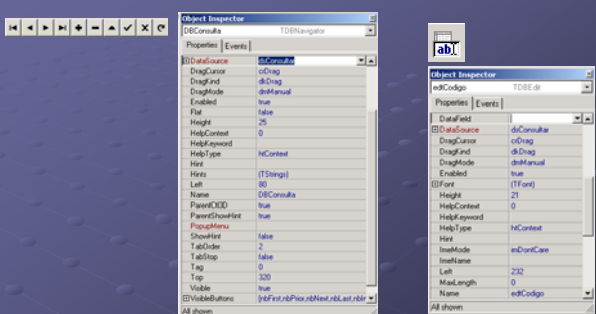 Object Inspector
DBConsulta TDBNavigator
Properties Events
DataSource dsConsultar
DragCursor crDrag
DragKind dkDrag
DragMode dmManual
Enabled true
Flat false
Height 25
HelpContext 0
HelpKeyword
HelpType htContext
Hint
Hints (TStrings)
Left 80
Name DBConsulta
ParentCtl3D true
ParentShowHint true
PopupMenu
ShowHint false
TabOrder 2
TabStop false
Tag 0
Top 320
Visible true
VisibleButtons [nbFirst,nbPrior,nbNext,nbLast,nbIn
All shown
ab
Object Inspector
edtCodigo TDBEdit
Properties Events
DataField
DataSource dsConsultar
DragCursor crDrag
DragKind dkDrag
DragMode dmManual
Enabled true
Font (TFont)
Height 21
HelpContext 0
HelpKeyword
HelpType htContext
Hint
ImeMode imDontCare
ImeName
Left 232
MaxLength 0
Name edtCodigo
All shown